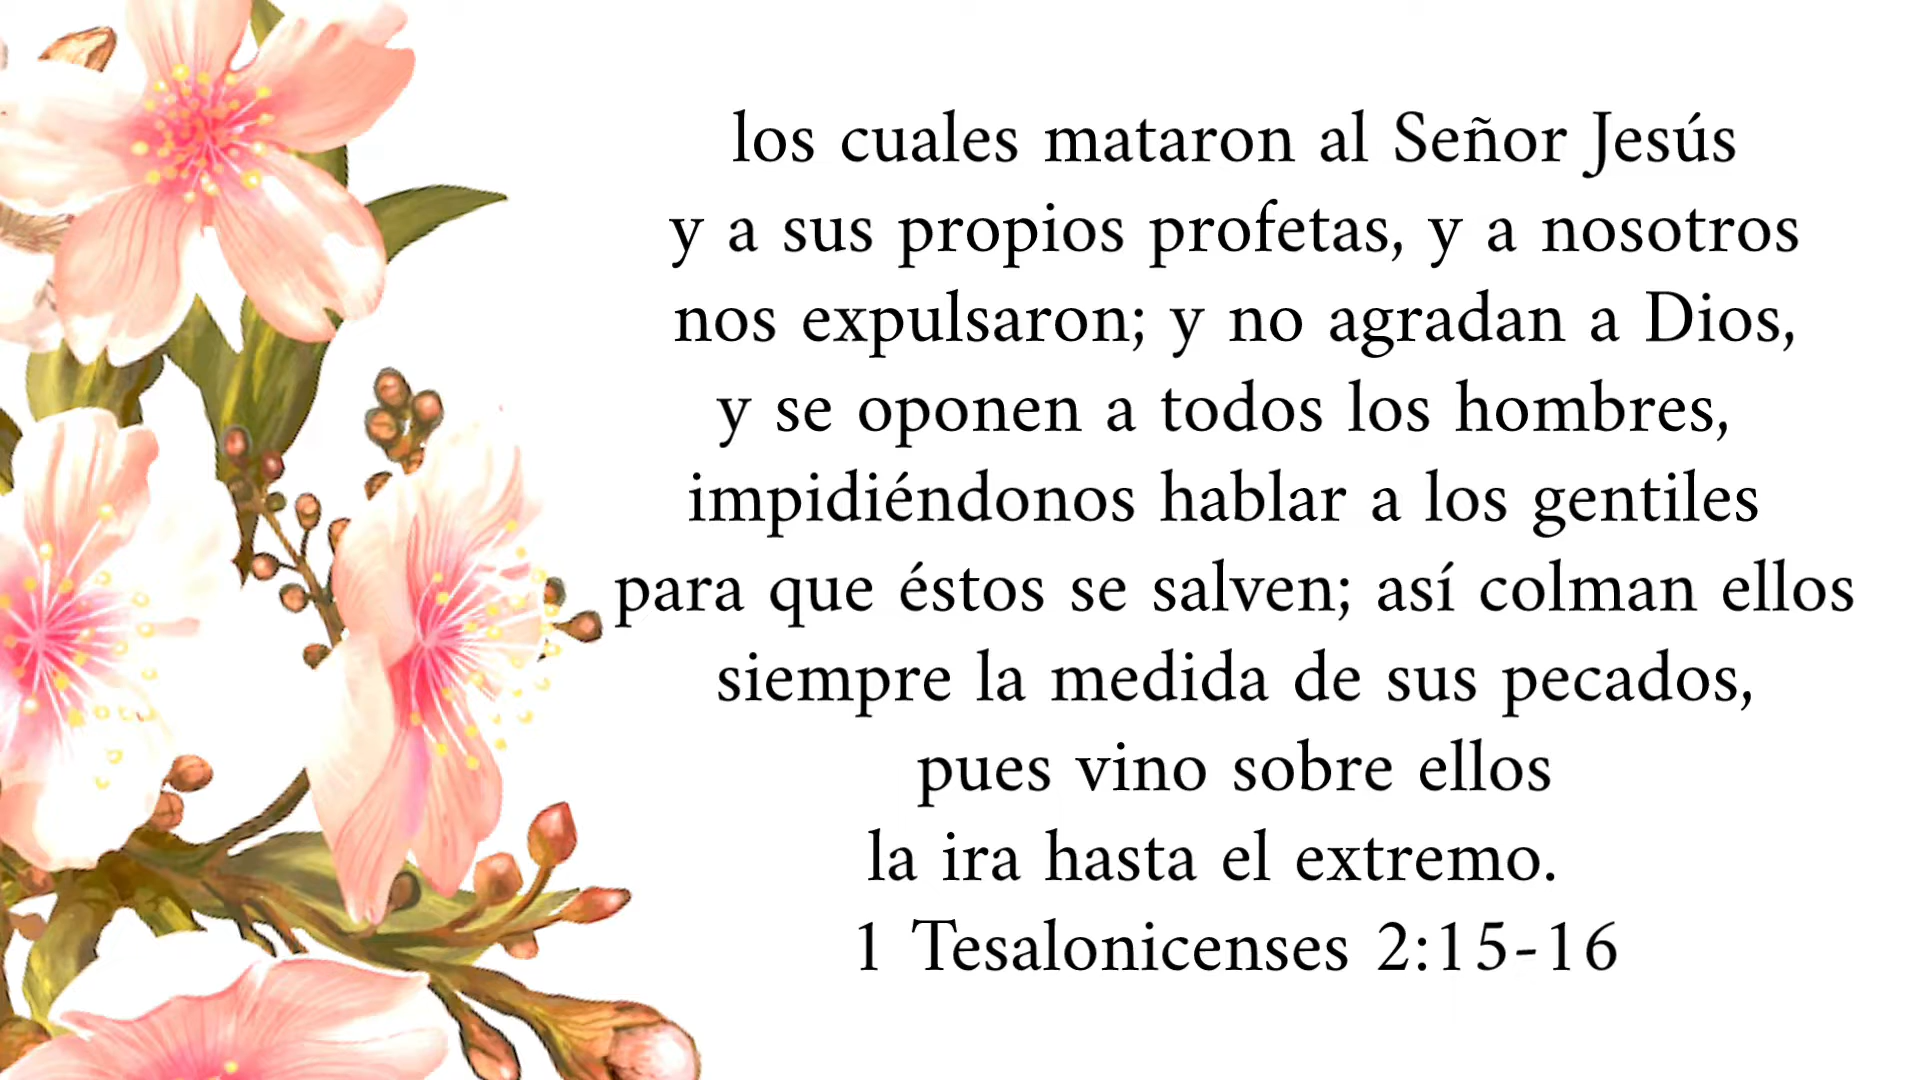 los cuales mataron al Señor Jesús
y a sus propios profetas, y a nosotros
nos expulsaron; y no agradan a Dios,
y se oponen a todos los hombres,
impidiéndonos hablar a los gentiles
para que éstos se salven; así colman ellos
siempre la medida de sus pecados,
pues vino sobre ellos
la ira hasta el extremo.
1 Tesalonicenses 2:15-16